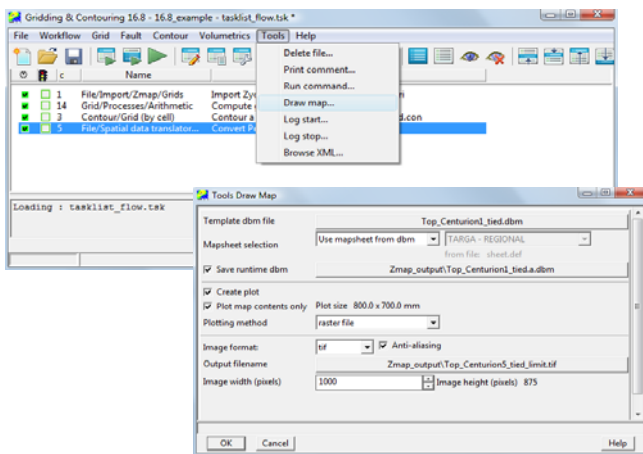 Gridding & Contouring 16.8 - 16.8_example - tasklist_flow.tsk *
File Workflow Grid Fault Contour Volumetrics Tools Help
c Name
1 File/Import/Zmap/Grids Import Zyc
14 Grid/Processes/Arithmetic Compute
3 Contour/Grid (by cell) Contour a
5 File/Spatial data translator... Convert Pe
Delete file...
Print comment...
Run command...
Draw map...
Log start...
Log stop...
Browse XML...
d.con
Loading : tasklist_flow.tsk
Tools Draw Map
Template dbm file Top_Centurion1_tied.dbm
Mapsheet selection Use mapsheet from dbm TARGA - REGIONAL
from file: sheet.def
Save runtime dbm Zmap_output\Top_Centurion1_tied.a.dbm
Create plot
Plot map contents only Plot size 800.0 x 700.0 mm
Plotting method raster file
Image format: tif Anti-aliasing
Output filename Zmap_output\Top_Centurion5_tied_limit.tif
Image width (pixels) 1000 Image height (pixels) 875
OK Cancel Help